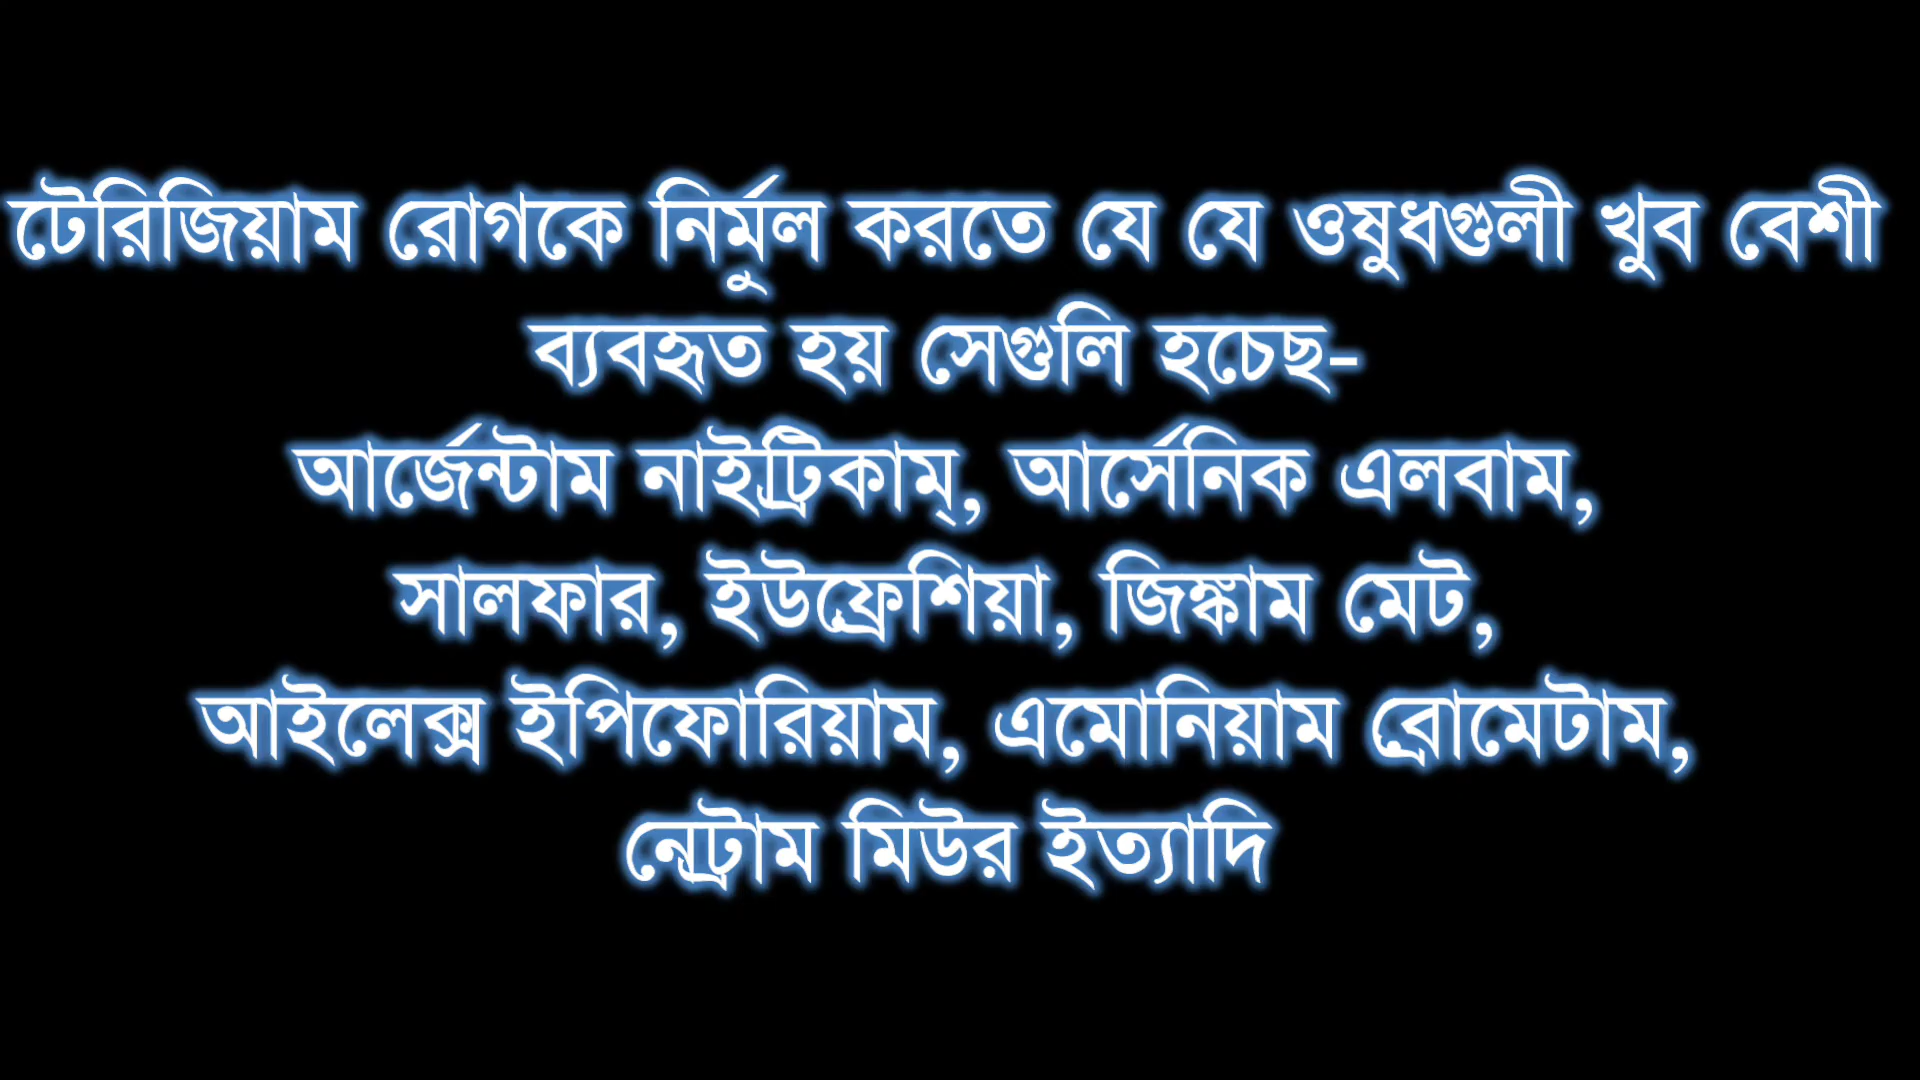 টেরিজিয়াম রোগকে নির্মুল করতে যে যে ওষুধগুলী খুব বেশী
ব্যবহৃত হয় সেগুলি হচেছ-
আর্জেন্টাম নাইট্রিকাম্, আর্সেনিক এলবাম,
সালফার, ইউফ্রেশিয়া, জিঙ্কাম মেট,
আইলেক্স ইপিফোরিয়াম, এমোনিয়াম ব্রোমেটাম,
নেট্রাম মিউর ইত্যাদি